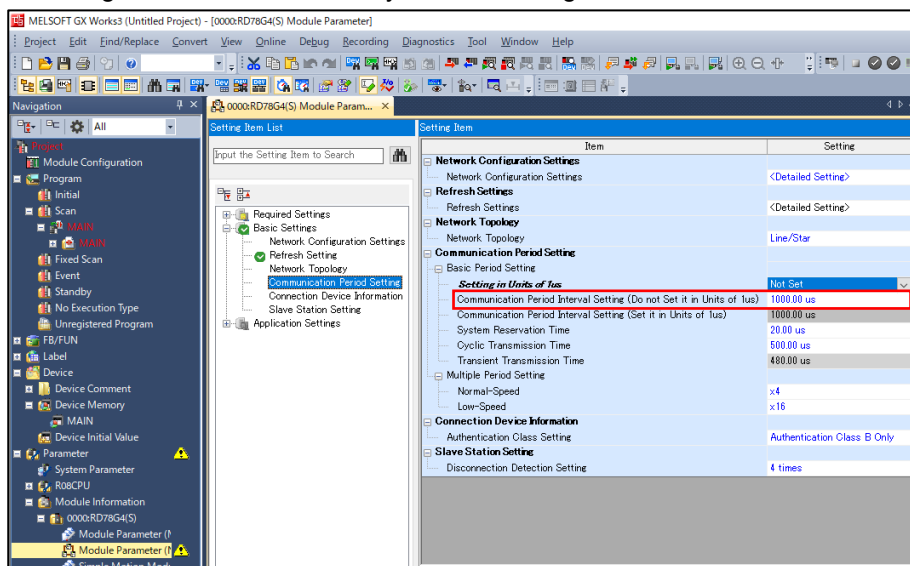 MELSOFT GX Works3 (Untitled Project) - [0000:RD78G4(S) Module Parameter]
Project Edit Find/Replace Convert View Online Debug Recording Diagnostics Tool Window Help
Navigation
All
Project
Module Configuration
Program
Initial
Scan
MAIN
MAIN
Fixed Scan
Event
Standby
No Execution Type
Unregistered Program
FB/FUN
Label
Device
Device Comment
Device Memory
MAIN
Device Initial Value
Parameter
System Parameter
R08CPU
Module Information
0000:RD78G4(S)
Module Parameter (
Module Parameter (
0000:RD78G4(S) Module Param...
Setting Item List
Input the Setting Item to Search
Required Settings
Basic Settings
Network Configuration Settings
Refresh Setting
Network Topology
Communication Period Setting
Connection Device Information
Slave Station Setting
Application Settings
Setting Item
Item Setting
Network Configuration Settings
Network Configuration Settings <Detailed Setting>
Refresh Settings
Refresh Settings <Detailed Setting>
Network Topology
Network Topology Line/Star
Communication Period Setting
Basic Period Setting
Setting in Units of 1us Not Set
Communication Period Interval Setting (Do not Set it in Units of 1us) 1000.00 us
Communication Period Interval Setting (Set it in Units of 1us) 1000.00 us
System Reservation Time 20.00 us
Cyclic Transmission Time 500.00 us
Transient Transmission Time 480.00 us
Multiple Period Setting
Normal-Speed x4
Low-Speed x16
Connection Device Information
Authentication Class Setting Authentication Class B Only
Slave Station Setting
Disconnection Detection Setting 4 times